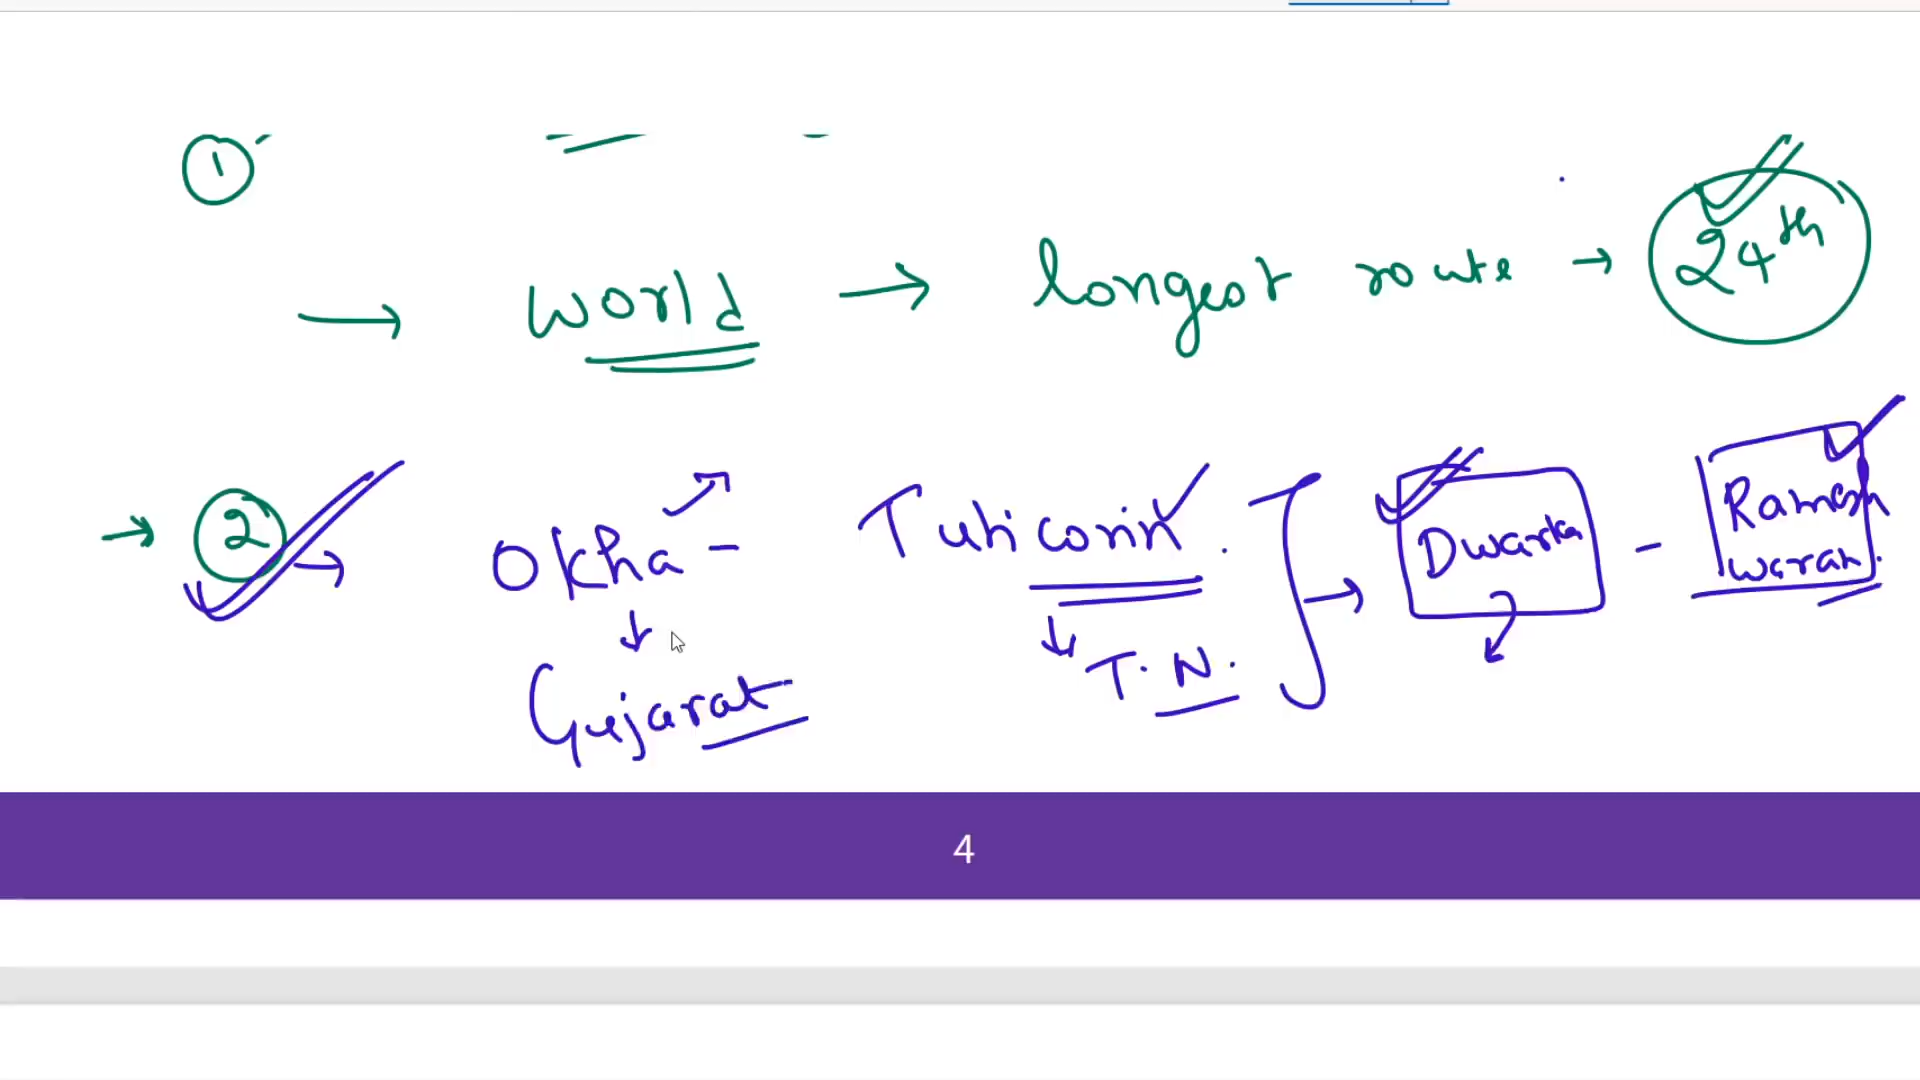 ①
→ World → longest route → 24th
→ ② → Okha - Tuticorin. ] → Dwarka - Rameshwaram.
↓ Gujarat ↓ T.N.
4